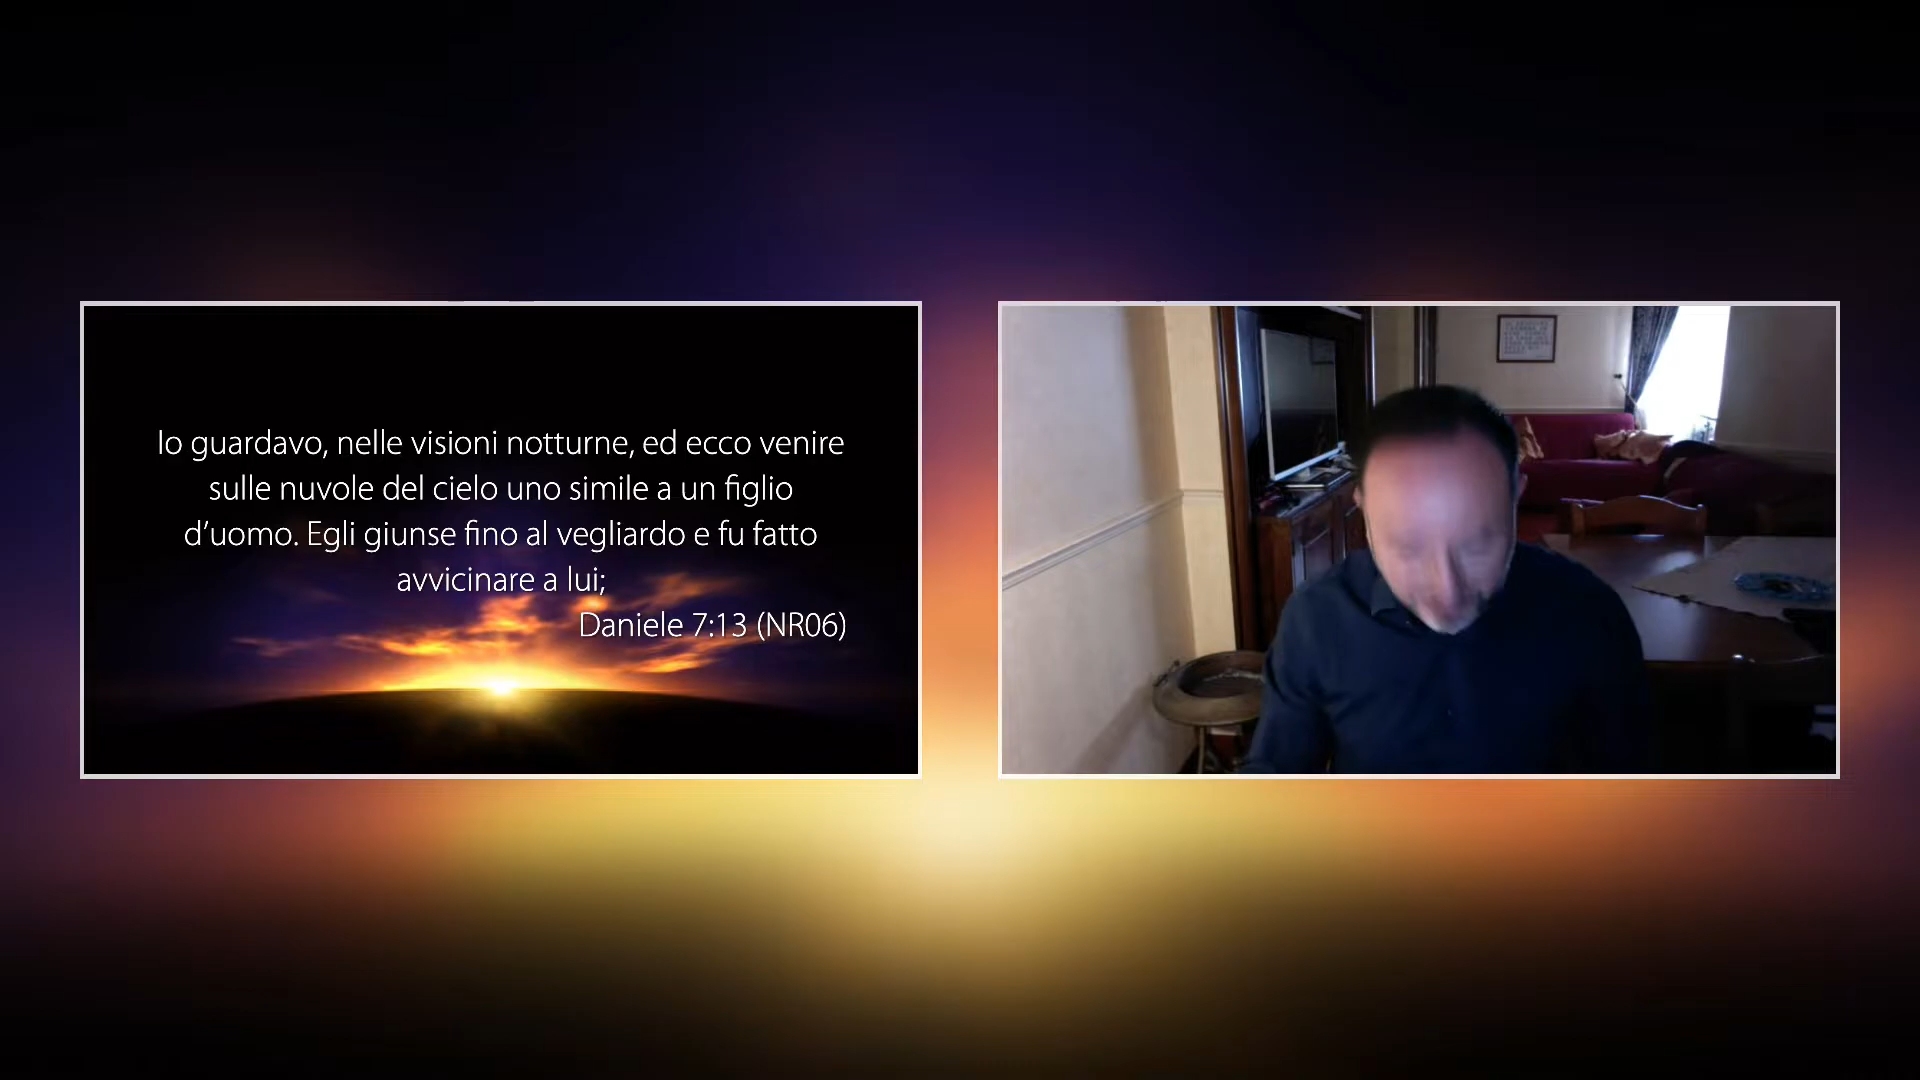 Io guardavo, nelle visioni notturne, ed ecco venire
sulle nuvole del cielo uno simile a un figlio
d’uomo. Egli giunse fino al vegliardo e fu fatto
avvicinare a lui;
Daniele 7:13 (NR06)